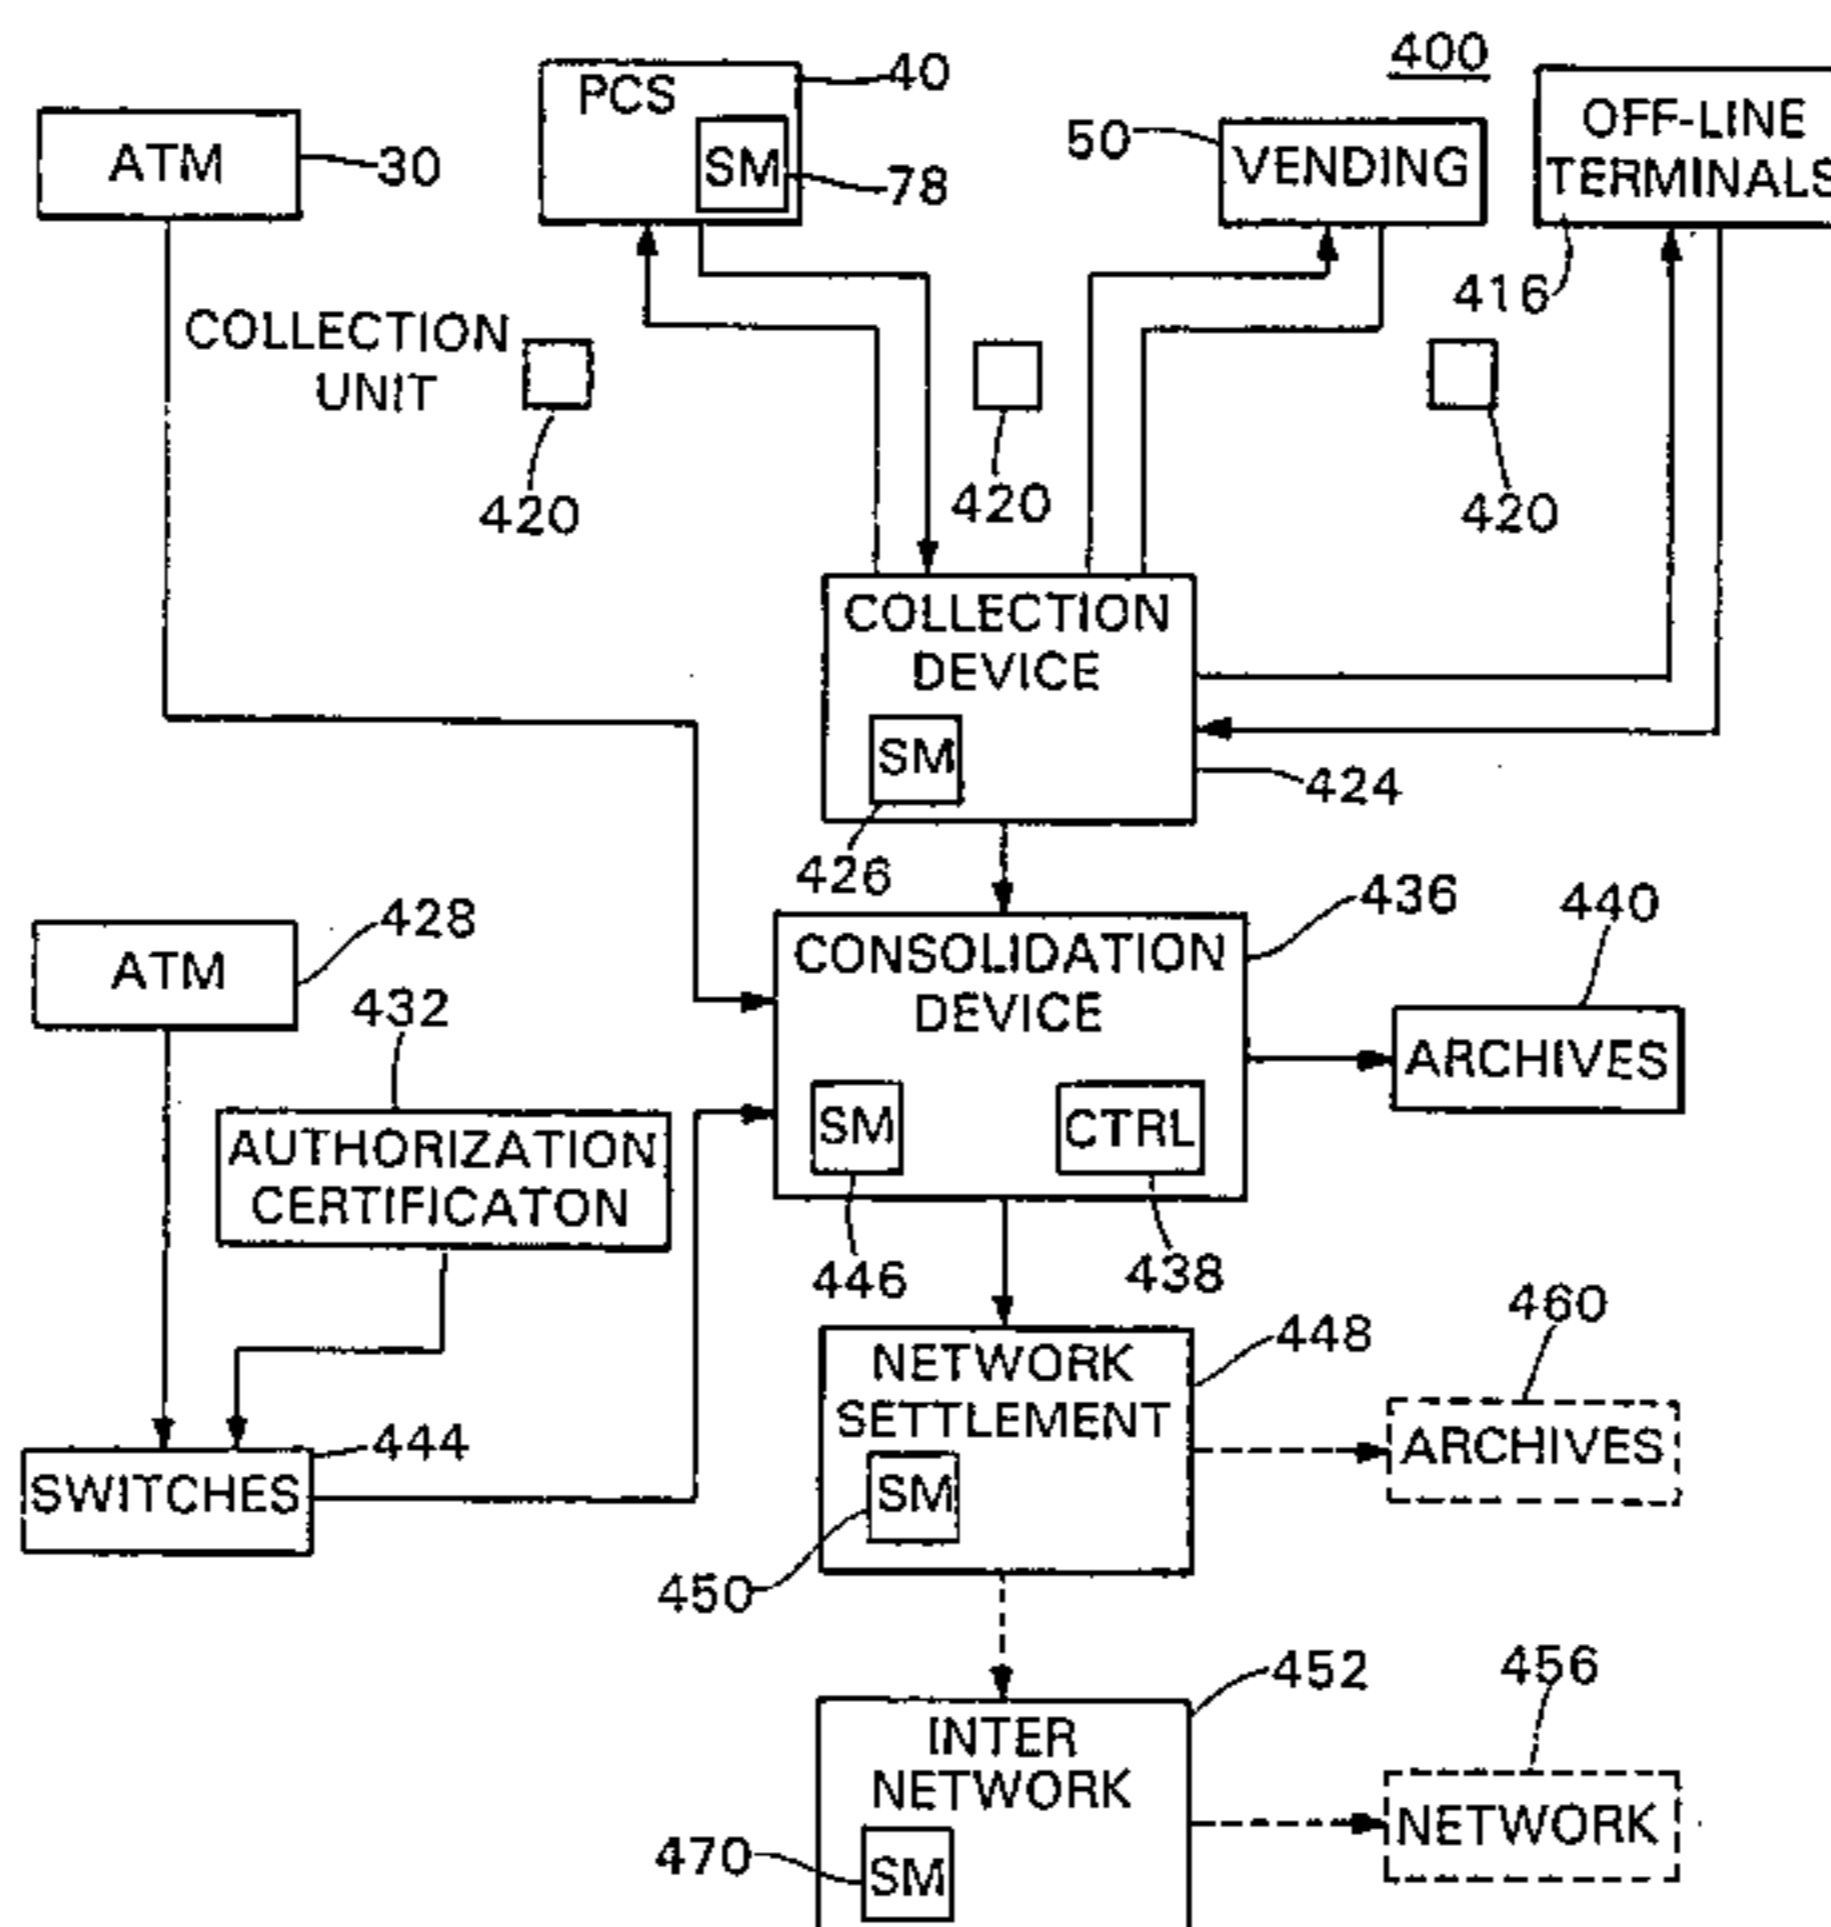 400
PCS
40
SM
78
ATM
30
50
VENDING
OFF-LINE
TERMINALS
416
COLLECTION
UNIT
420
420
420
COLLECTION
DEVICE
SM
424
426
ATM
428
432
AUTHORIZATION
CERTIFICATON
CONSOLIDATION
DEVICE
436
440
ARCHIVES
SM
CTRL
446
438
SWITCHES
444
NETWORK
SETTLEMENT
SM
448
450
460
ARCHIVES
INTER
NETWORK
452
456
NETWORK
470
SM